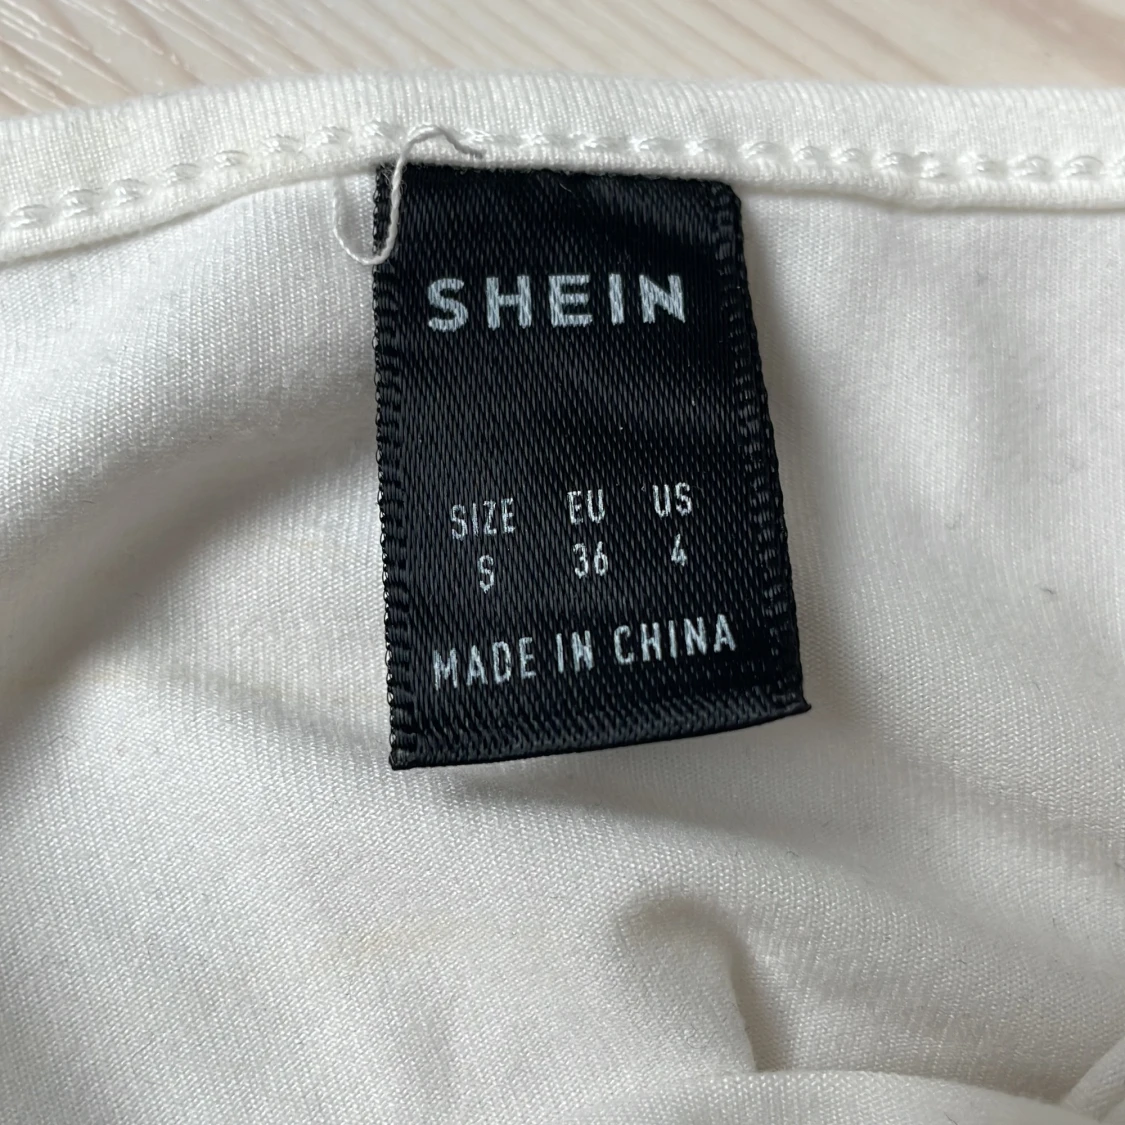 SHEIN
SIZE EU US
S 36 4
MADE IN CHINA